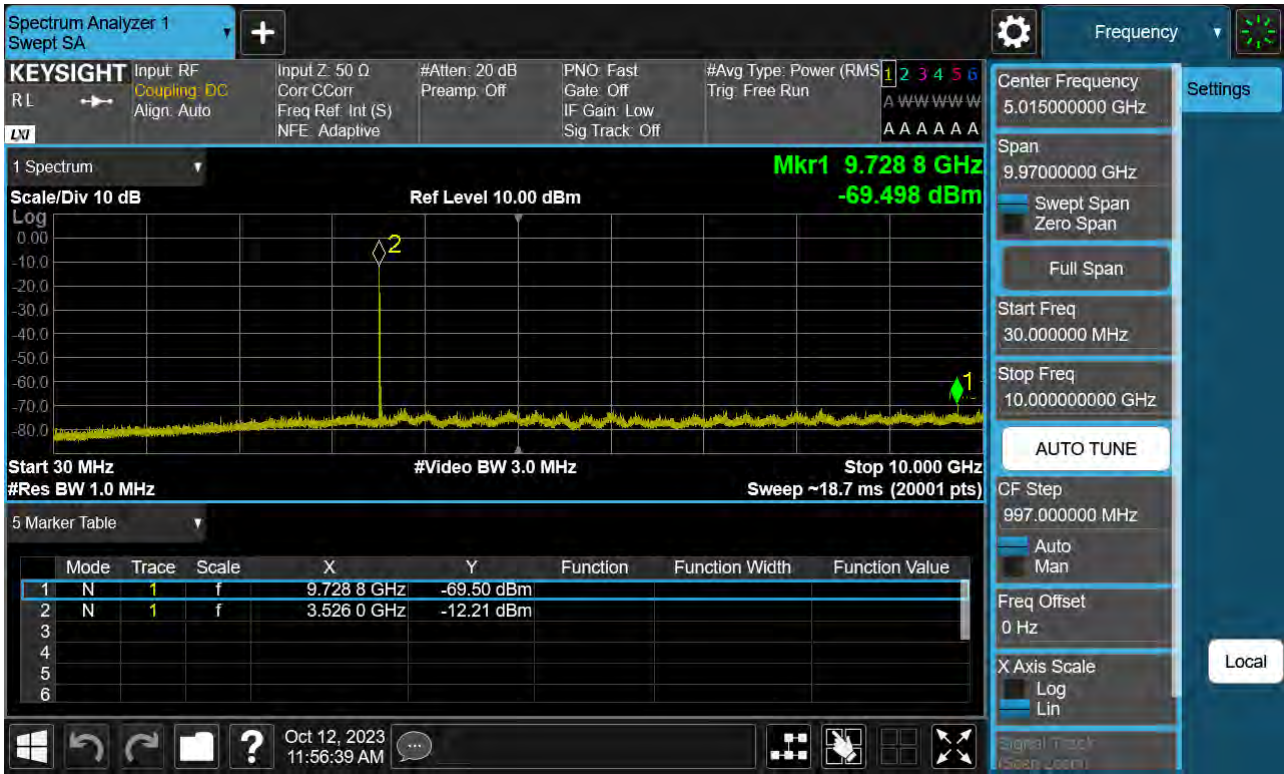 Spectrum Analyzer 1
Swept SA
+
Frequency
KEYSIGHT
RL
LXI
Input: RF
Coupling: DC
Align: Auto
Input Z: 50 Ω
Corr CCorr
Freq Ref: Int (S)
NFE: Adaptive
#Atten: 20 dB
Preamp: Off
PNO: Fast
Gate: Off
IF Gain: Low
Sig Track: Off
#Avg Type: Power (RMS
Trig: Free Run
1 2 3 4 5 6
A W W W W W
A A A A A A
1 Spectrum
Mkr1 9.728 8 GHz
Scale/Div 10 dB
Ref Level 10.00 dBm
-69.498 dBm
Log
0.00
-10.0
-20.0
-30.0
-40.0
-50.0
-60.0
-70.0
-80.0
2
1
Start 30 MHz
#Video BW 3.0 MHz
Stop 10.000 GHz
#Res BW 1.0 MHz
Sweep ~18.7 ms (20001 pts)
5 Marker Table
Mode Trace Scale X Y Function Function Width Function Value
1 N 1 f 9.728 8 GHz -69.50 dBm
2 N 1 f 3.526 0 GHz -12.21 dBm
3
4
5
6
Oct 12, 2023
11:56:39 AM
Center Frequency
5.015000000 GHz
Settings
Span
9.97000000 GHz
Swept Span
Zero Span
Full Span
Start Freq
30.000000 MHz
Stop Freq
10.000000000 GHz
AUTO TUNE
CF Step
997.000000 MHz
Auto
Man
Freq Offset
0 Hz
X Axis Scale
Log
Lin
Local
Signal Track
(Span Zoom)